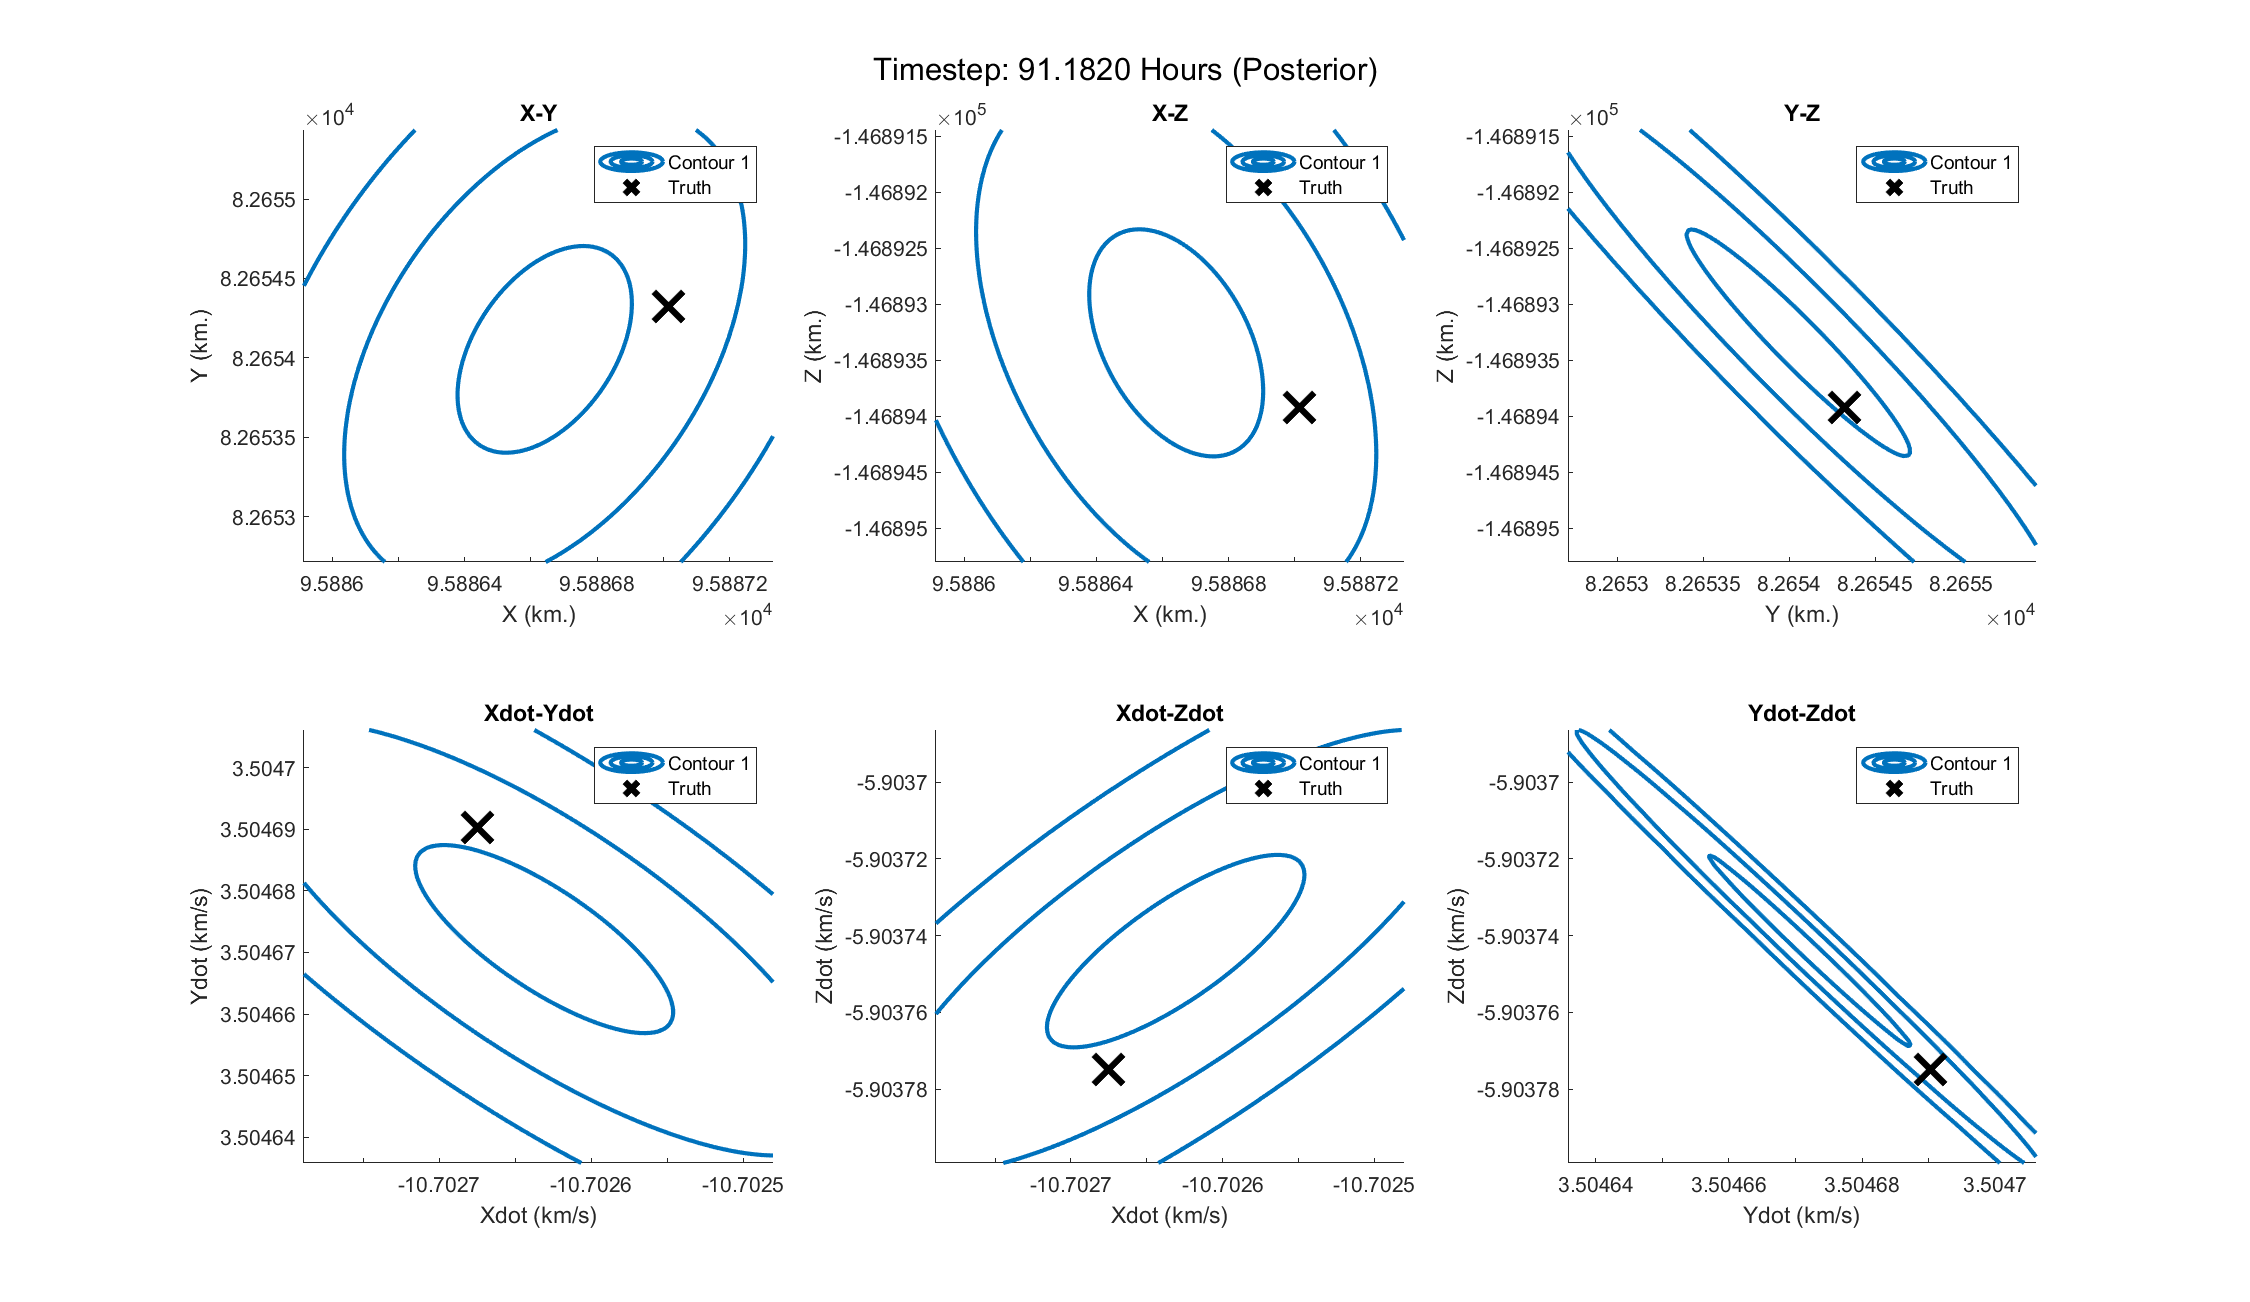 Timestep: 91.1820 Hours (Posterior)
X-Y
×10^4
8.2655
8.26545
8.2654
8.26535
8.2653
Y (km.)
9.5886
9.58864
9.58868
9.58872
X (km.)
×10^4
Contour 1
Truth
X-Z
×10^5
-1.468915
-1.46892
-1.468925
-1.46893
-1.468935
-1.46894
-1.468945
-1.46895
Z (km.)
9.5886
9.58864
9.58868
9.58872
X (km.)
×10^4
Contour 1
Truth
Y-Z
×10^5
-1.468915
-1.46892
-1.468925
-1.46893
-1.468935
-1.46894
-1.468945
-1.46895
Z (km.)
8.2653
8.26535
8.2654
8.26545
8.2655
Y (km.)
×10^4
Contour 1
Truth
Xdot-Ydot
3.5047
3.50469
3.50468
3.50467
3.50466
3.50465
3.50464
Ydot (km/s)
-10.7027
-10.7026
-10.7025
Xdot (km/s)
Contour 1
Truth
Xdot-Zdot
-5.9037
-5.90372
-5.90374
-5.90376
-5.90378
Zdot (km/s)
-10.7027
-10.7026
-10.7025
Xdot (km/s)
Contour 1
Truth
Ydot-Zdot
-5.9037
-5.90372
-5.90374
-5.90376
-5.90378
Zdot (km/s)
3.50464
3.50466
3.50468
3.5047
Ydot (km/s)
Contour 1
Truth